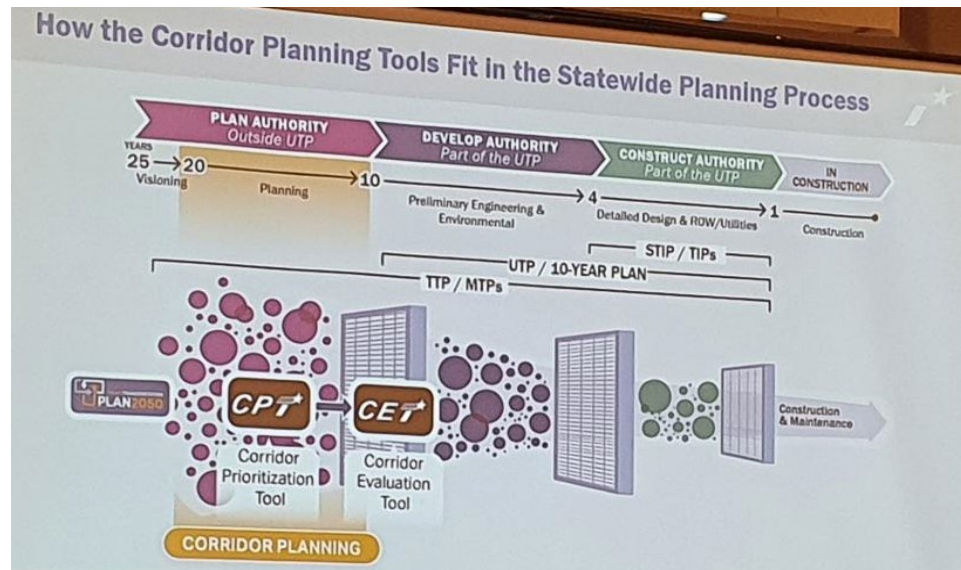 How the Corridor Planning Tools Fit in the Statewide Planning Process
PLAN AUTHORITY
Outside UTP
DEVELOP AUTHORITY
Part of the UTP
CONSTRUCT AUTHORITY
Part of the UTP
IN
CONSTRUCTION
YEARS
25
20
10
4
1
Visioning
Planning
Preliminary Engineering &
Environmental
Detailed Design & ROW/Utilities
Construction
STIP / TIPs
UTP / 10-YEAR PLAN
TTP / MTPs
PLAN2050
CPT
CET
Corridor
Prioritization
Tool
Corridor
Evaluation
Tool
Construction
& Maintenance
CORRIDOR PLANNING